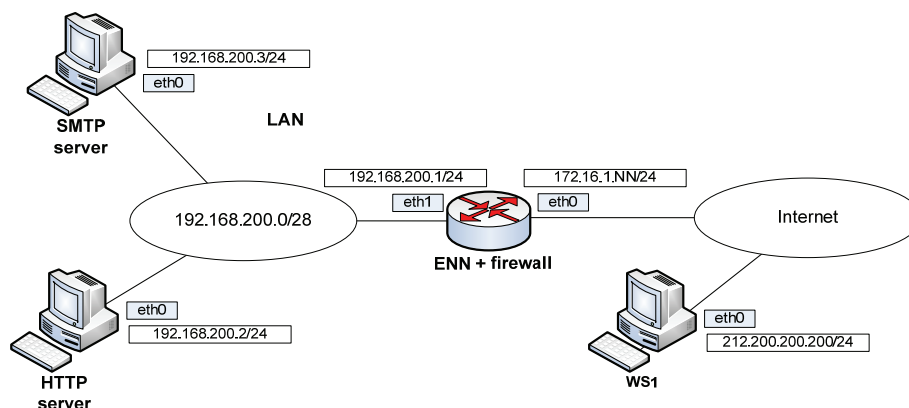 192.168.200.3/24
eth0
SMTP
server
LAN
192.168.200.1/24
172.16.1.NN/24
eth1
eth0
192.168.200.0/28
Internet
ENN + firewall
eth0
192.168.200.2/24
HTTP
server
eth0
212.200.200.200/24
WS1